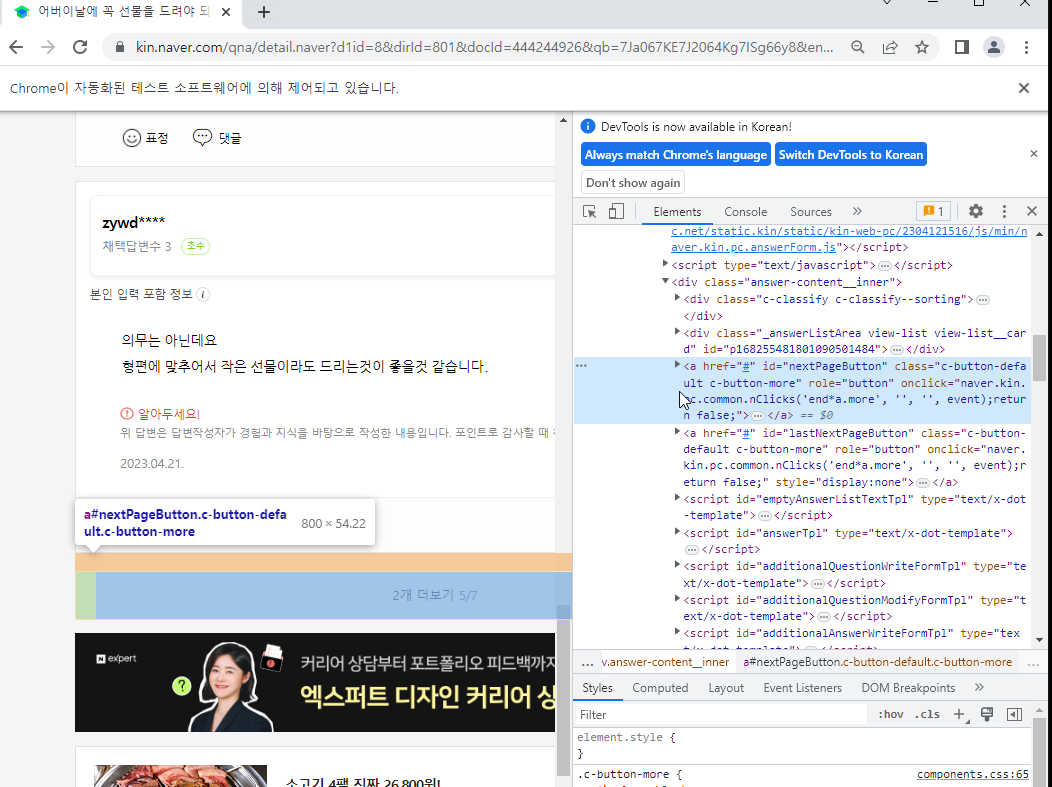 어버이날에 꼭 선물을 드려야 되
kin.naver.com/qna/detail.naver?d1id=8&dirId=801&docId=444244926&qb=7Ja067KE7J2064Kg7ISg66y8&en...
Chrome이 자동화된 테스트 소프트웨어에 의해 제어되고 있습니다.
표정 댓글
zywd****
채택답변수 3 초수
본인 입력 포함 정보
의무는 아닌데요
형편에 맞추어서 작은 선물이라도 드리는것이 좋을것 같습니다.
알아두세요!
위 답변은 답변작성자가 경험과 지식을 바탕으로 작성한 내용입니다. 포인트로 감사할 때
2023.04.21.
a#nextPageButton.c-button-defa
ult.c-button-more
800 × 54.22
2개 더보기 5/7
expert
커리어 상담부터 포트폴리오 피드백까지
엑스퍼트 디자인 커리어 상
소고기 4팩 진짜 26,800원!
DevTools is now available in Korean!
Always match Chrome's language Switch DevTools to Korean
Don't show again
Elements Console Sources » 1
c.net/static.kin/static/kin-web-pc/2304121516/js/min/n
aver.kin.pc.answerForm.js"></script>
<script type="text/javascript">…</script>
<div class="answer-content__inner">
<div class="c-classify c-classify--sorting">…
</div>
<div class="_answerListArea view-list view-list__car
d" id="p168255481801090501484">…</div>
<a href="#" id="nextPageButton" class="c-button-defa
ult c-button-more" role="button" onclick="naver.kin.
pc.common.nClicks('end*a.more', '', '', event);retur
n false;">…</a> == $0
<a href="#" id="lastNextPageButton" class="c-button-
default c-button-more" role="button" onclick="naver.
kin.pc.common.nClicks('end*a.more', '', '', event);r
eturn false;" style="display:none">…</a>
<script id="emptyAnswerListTextTpl" type="text/x-dot
-template">…</script>
<script id="answerTpl" type="text/x-dot-template">
…</script>
<script id="additionalQuestionWriteFormTpl" type="te
xt/x-dot-template">…</script>
<script id="additionalQuestionModifyFormTpl" type="t
ext/x-dot-template">…</script>
<script id="additionalAnswerWriteFormTpl" type="tex
t/x-dot-template">…</script>
... v.answer-content__inner a#nextPageButton.c-button-default.c-button-more ...
Styles Computed Layout Event Listeners DOM Breakpoints »
Filter :hov .cls +
element.style {
}
.c-button-more { components.css:65